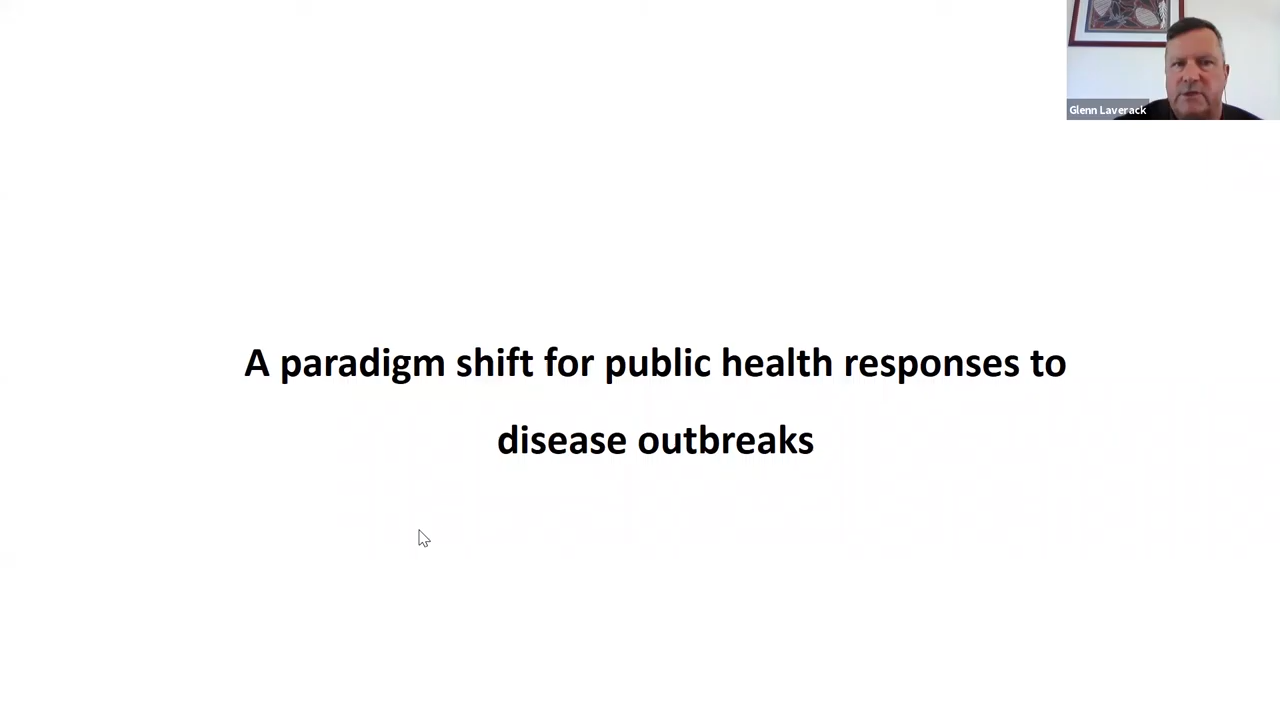 Glenn Laverack
A paradigm shift for public health responses to
disease outbreaks